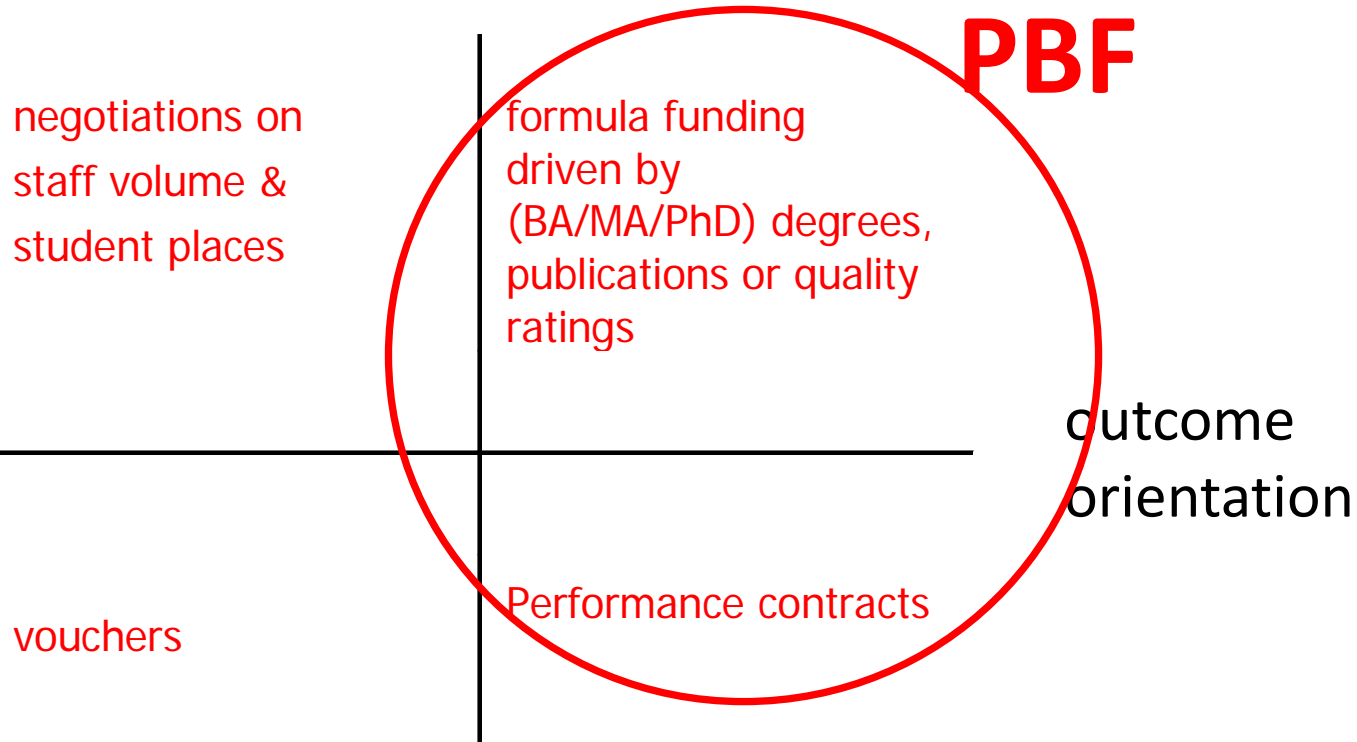 PBF
negotiations on
staff volume &
student places
formula funding
driven by
(BA/MA/PhD) degrees,
publications or quality
ratings
outcome
orientation
vouchers
Performance contracts